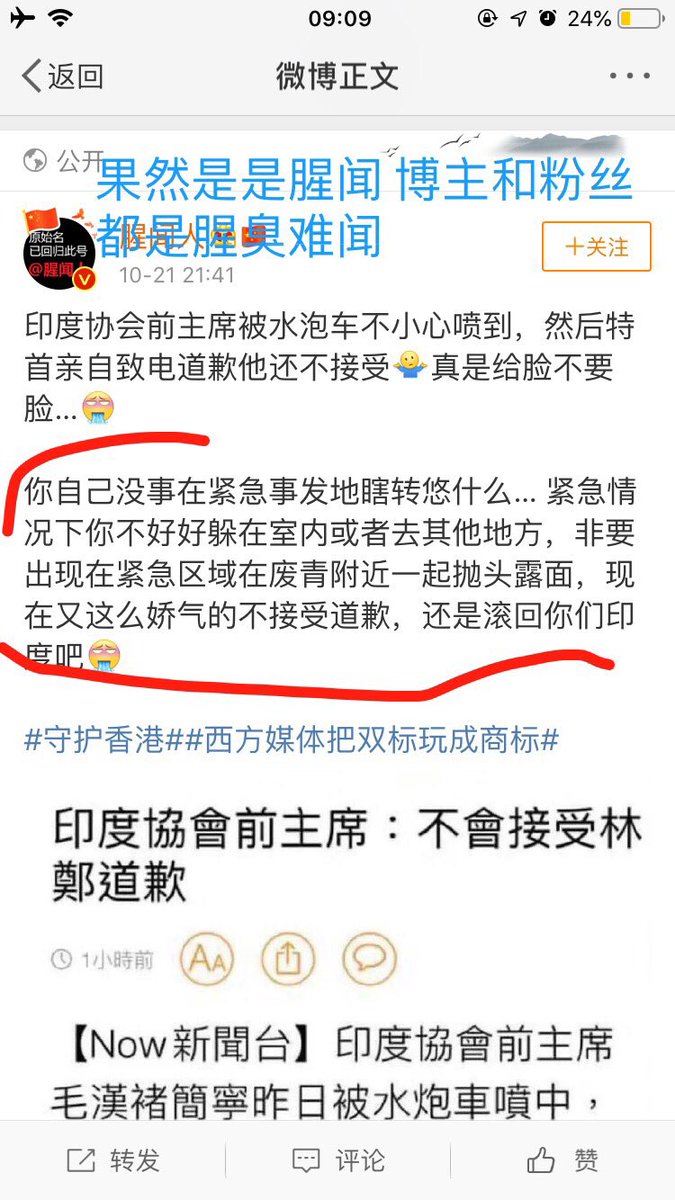 09:09
24%
返回
微博正文
公开
果然是是腥闻 博主和粉丝
都是腥臭难闻
原始名
已回归此号
@腥闻人
腥闻人
+关注
10-21 21:41
印度协会前主席被水泡车不小心喷到，然后特
首亲自致电道歉他还不接受🤷真是给脸不要
脸...
你自己没事在紧急事发地瞎转悠什么... 紧急情
况下你不好好躲在室内或者去其他地方，非要
出现在紧急区域在废青附近一起抛头露面，现
在又这么娇气的不接受道歉，还是滚回你们印
度吧
#守护香港##西方媒体把双标玩成商标#
印度協會前主席：不會接受林
鄭道歉
1小時前
AA
【Now新聞台】印度協會前主席
毛漢褚簡寧昨日被水炮車噴中，
转发
评论
赞